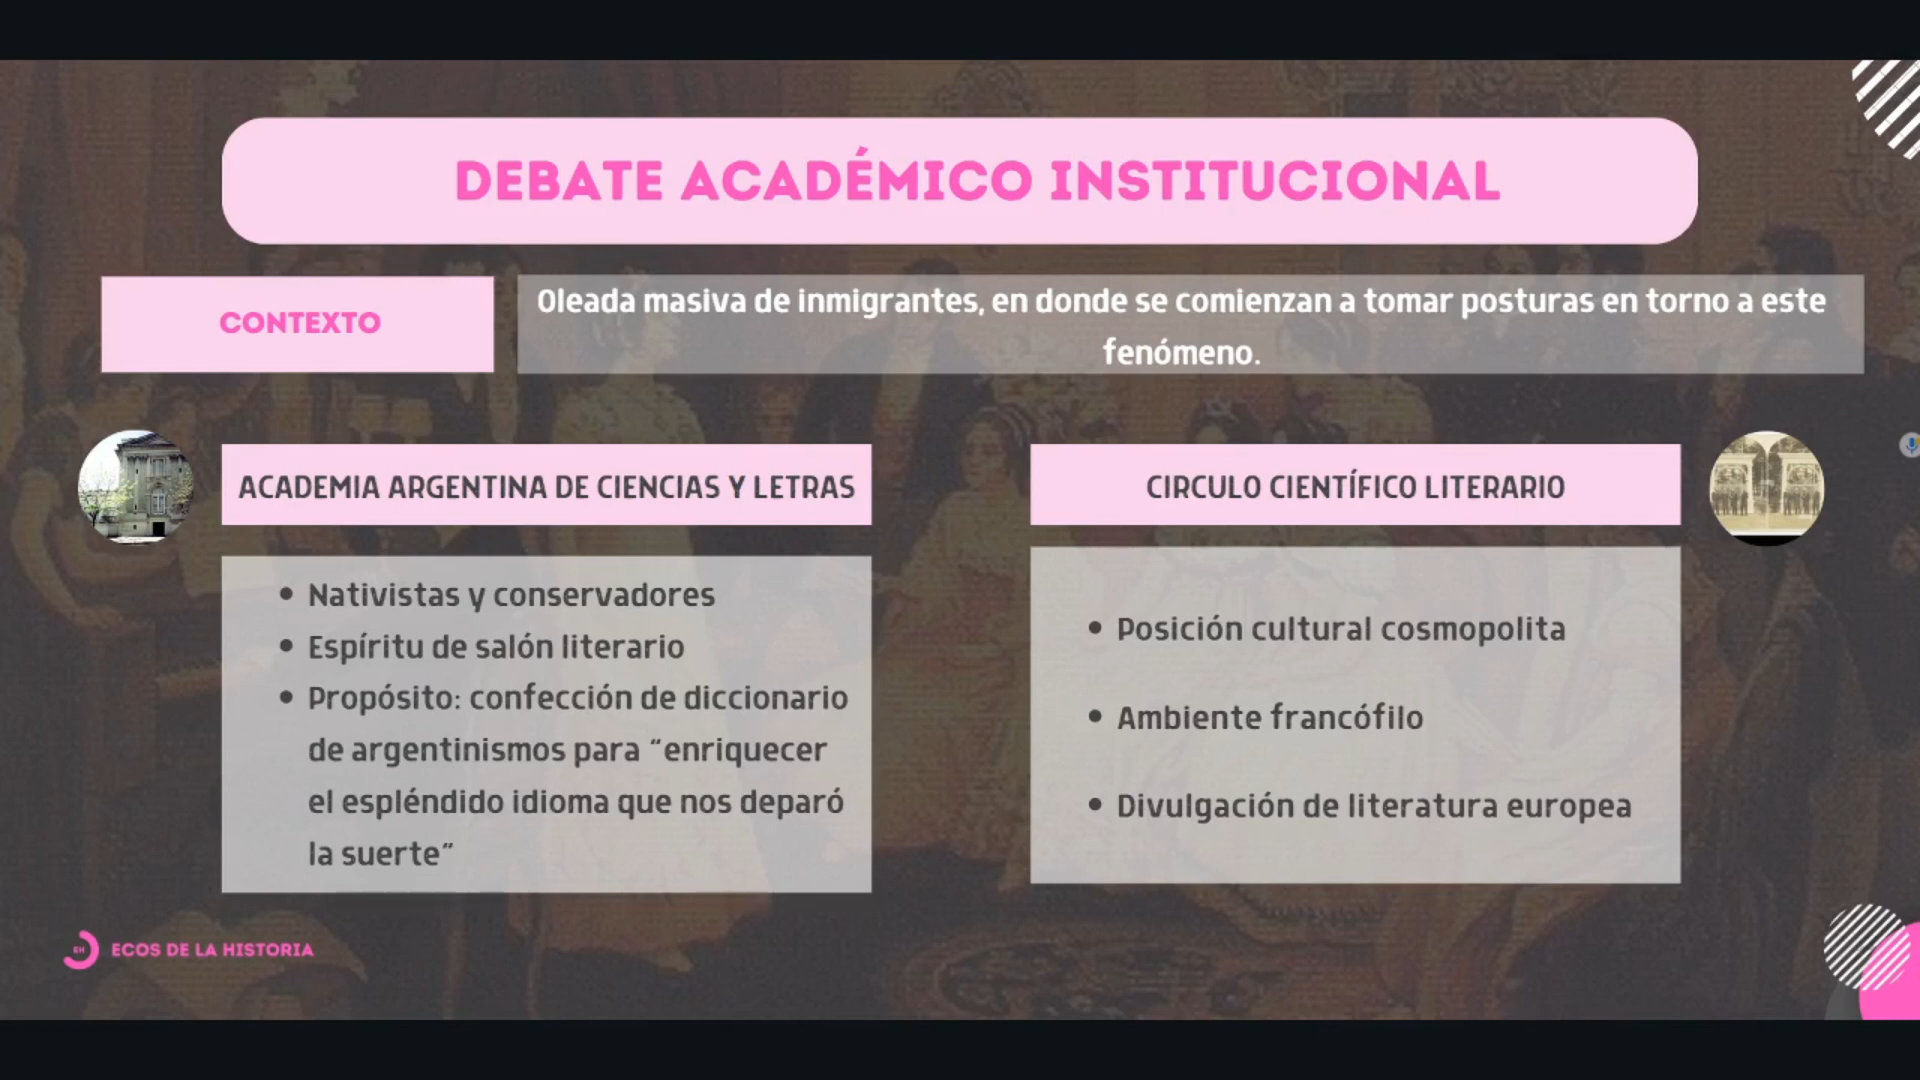 DEBATE ACADÉMICO INSTITUCIONAL
CONTEXTO
Oleada masiva de inmigrantes, en donde se comienzan a tomar posturas en torno a este
fenómeno.
ACADEMIA ARGENTINA DE CIENCIAS Y LETRAS
• Nativistas y conservadores
• Espíritu de salón literario
• Propósito: confección de diccionario
de argentinismos para “enriquecer
el espléndido idioma que nos deparó
la suerte”
CIRCULO CIENTÍFICO LITERARIO
• Posición cultural cosmopolita
• Ambiente francófilo
• Divulgación de literatura europea
EH ECOS DE LA HISTORIA